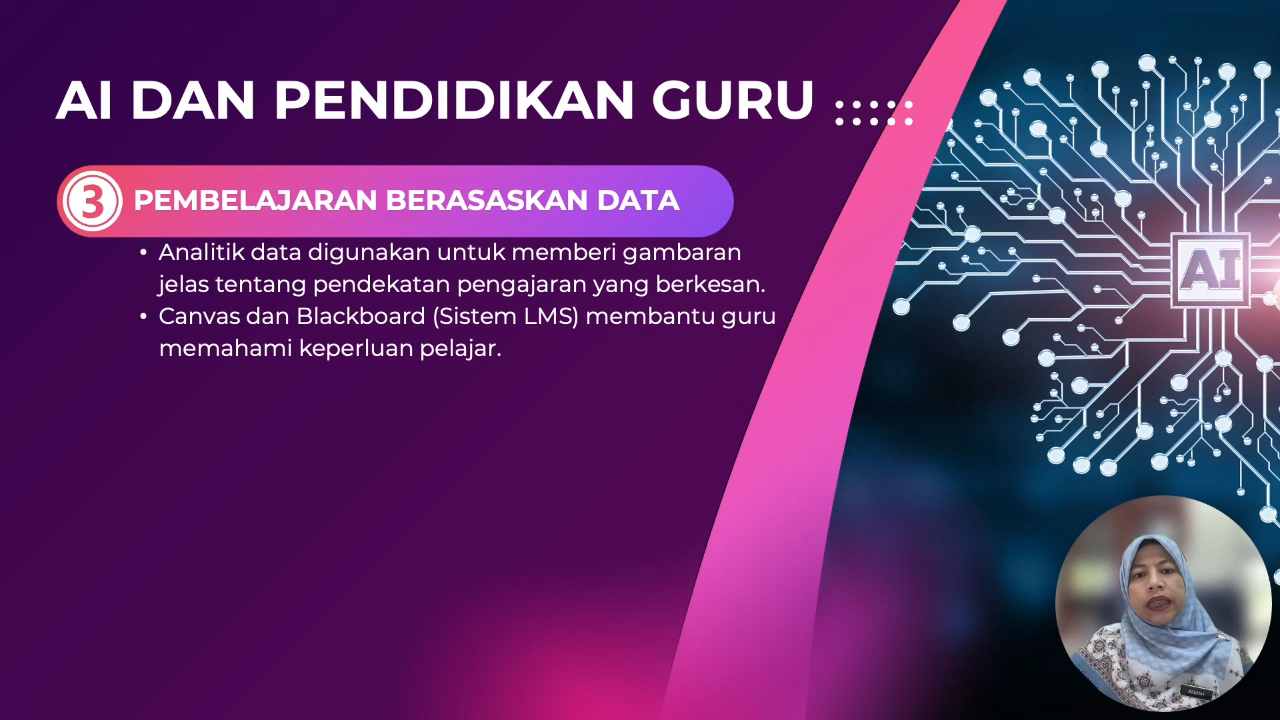 AI DAN PENDIDIKAN GURU
3 PEMBELAJARAN BERASASKAN DATA
• Analitik data digunakan untuk memberi gambaran
jelas tentang pendekatan pengajaran yang berkesan.
• Canvas dan Blackboard (Sistem LMS) membantu guru
memahami keperluan pelajar.
AI